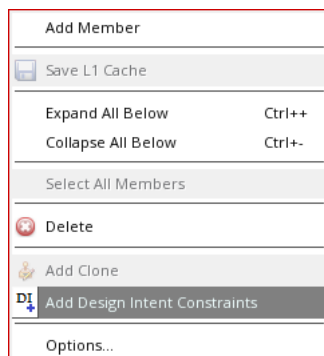 Add Member
Save L1 Cache
Expand All Below Ctrl++
Collapse All Below Ctrl+-
Select All Members
Delete
Add Clone
DI Add Design Intent Constraints
Options...